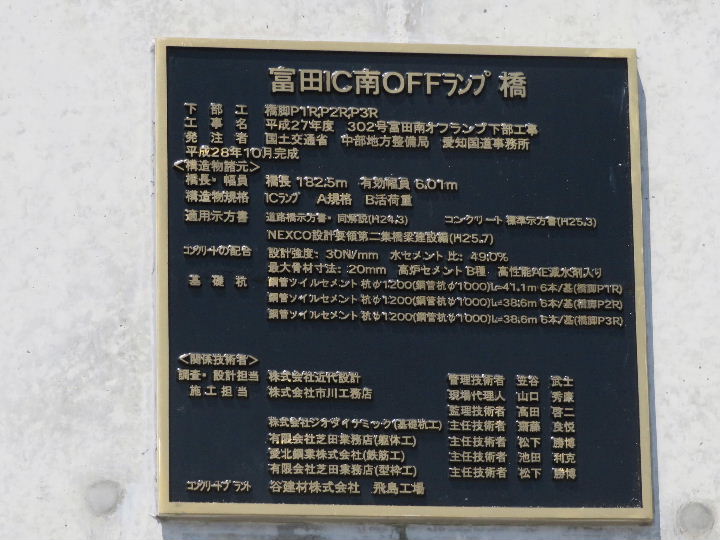 富田IC南OFFランプ 橋
下部工 橋脚P1R,P2R,P3R
工事名 平成27年度 302号富田南オフランプ下部工事
発注者 国土交通省 中部地方整備局 愛知国道事務所
平成28年10月完成
<構造物諸元>
橋長・幅員 橋長 182.5m 有効幅員 6.01m
構造物規格 ICランプ A規格 B活荷重
適用示方書 道路橋示方書・同解説(H24.3) コンクリート標準示方書(H25.3)
NEXCO設計要領第二集橋梁建設編(H25.7)
コンクリートの配合 設計強度：30N/mm 水セメント比：49.0%
最大骨材寸法：20mm 高炉セメントB種 高性能AE減水剤入り
基礎杭 鋼管ソイルセメント杭φ1200(鋼管杭φ1000)L=41.1m 6本/基(橋脚P1R)
鋼管ソイルセメント杭φ1200(鋼管杭φ1000)L=38.6m 6本/基(橋脚P2R)
鋼管ソイルセメント杭φ1200(鋼管杭φ1000)L=38.6m 6本/基(橋脚P3R)
<関係技術者>
調査・設計担当 株式会社近代設計 管理技術者 笠谷 武士
施工担当 株式会社市川工務店 現場代理人 山口 秀康
監理技術者 高田 啓二
株式会社ジオダイナミック(基礎杭工) 主任技術者 齋藤 良悦
有限会社芝田業務店(躯体工) 主任技術者 松下 勝博
愛北鋼業株式会社(鉄筋工) 主任技術者 池田 利克
有限会社芝田業務店(型枠工) 主任技術者 松下 勝博
コンクリートプラント 谷建材株式会社 飛島工場